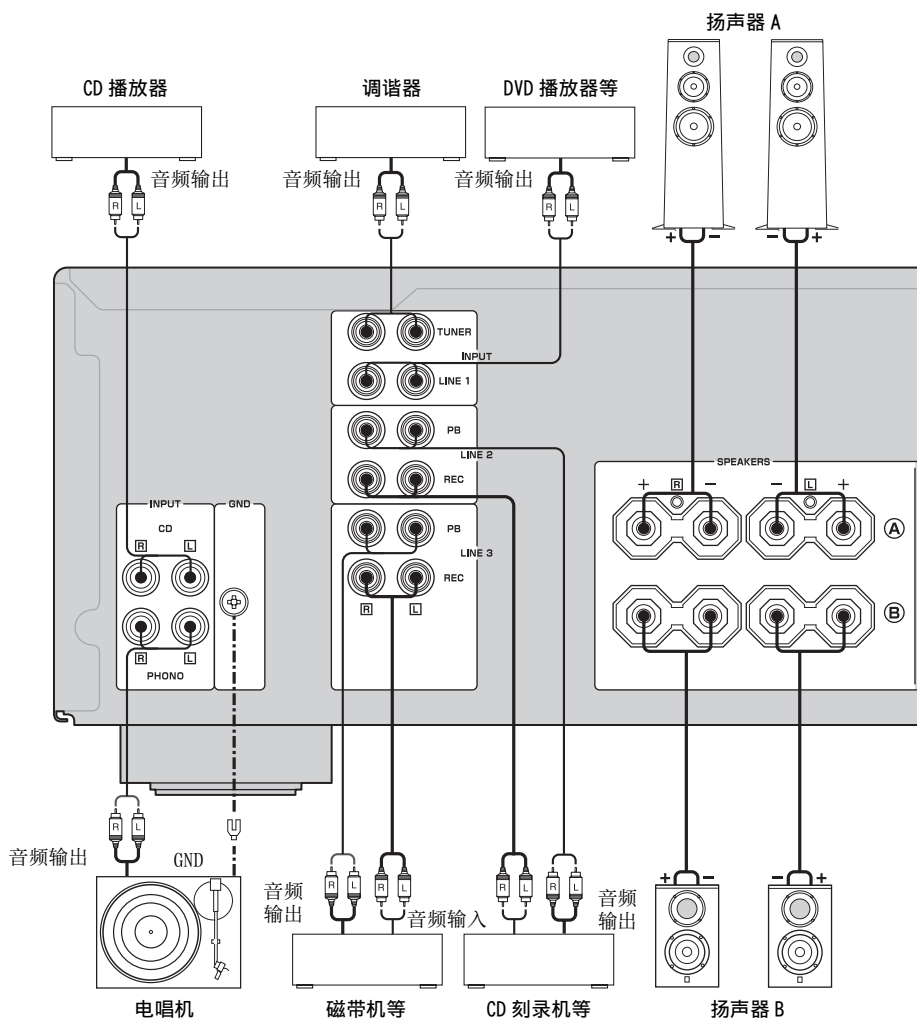 扬声器 A
CD 播放器
调谐器
DVD 播放器等
音频输出
音频输出
音频输出
R L
R L
R L
+ - - +
TUNER
INPUT
LINE 1
PB
LINE 2
REC
PB
LINE 3
REC
R L
SPEAKERS
+ R - - L +
A
B
INPUT
GND
CD
R L
R L
PHONO
R L
音频输出
GND
R L
R L
R L
R L
音频
输出
音频输入
音频
输出
+ - - +
电唱机
磁带机等
CD 刻录机等
扬声器 B